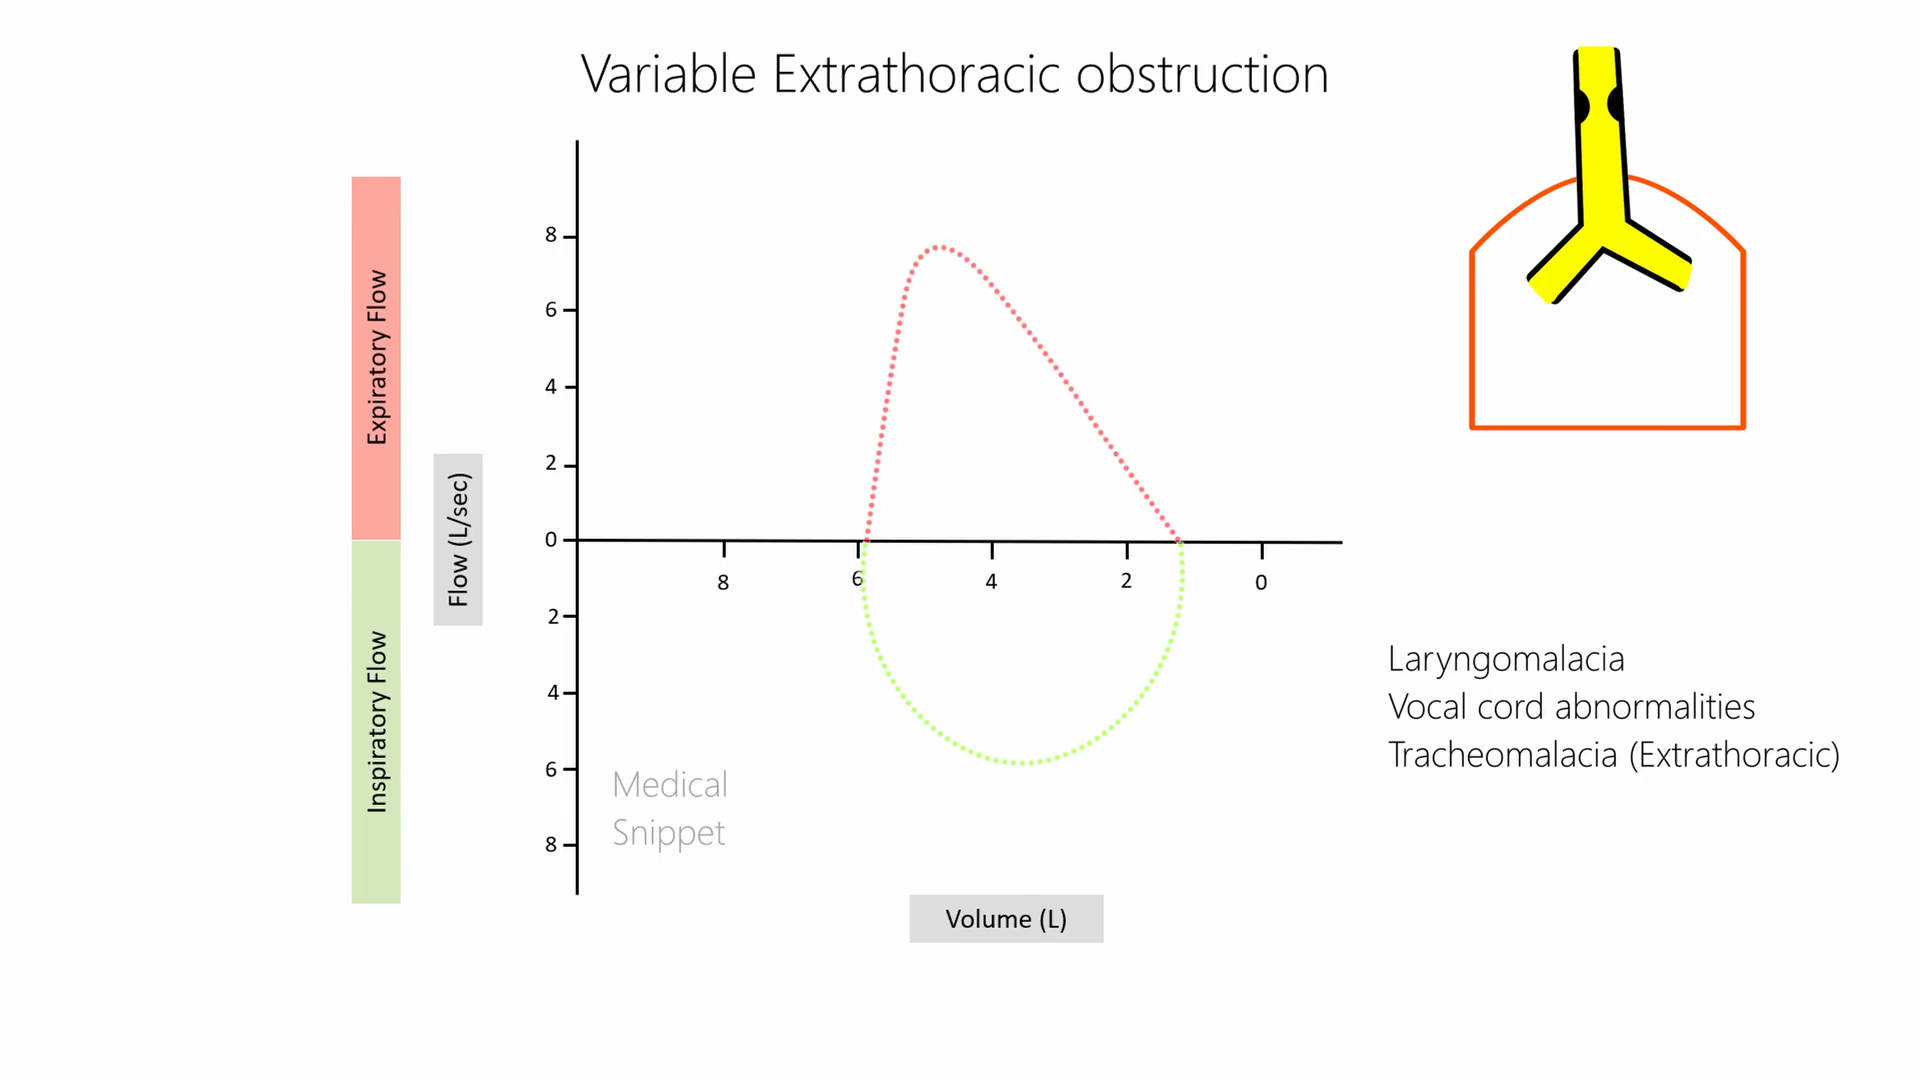 Variable Extrathoracic obstruction
Expiratory Flow
Inspiratory Flow
Flow (L/sec)
8
6
4
2
0
2
4
6
8
8
6
4
2
0
Volume (L)
Medical
Snippet
Laryngomalacia
Vocal cord abnormalities
Tracheomalacia (Extrathoracic)